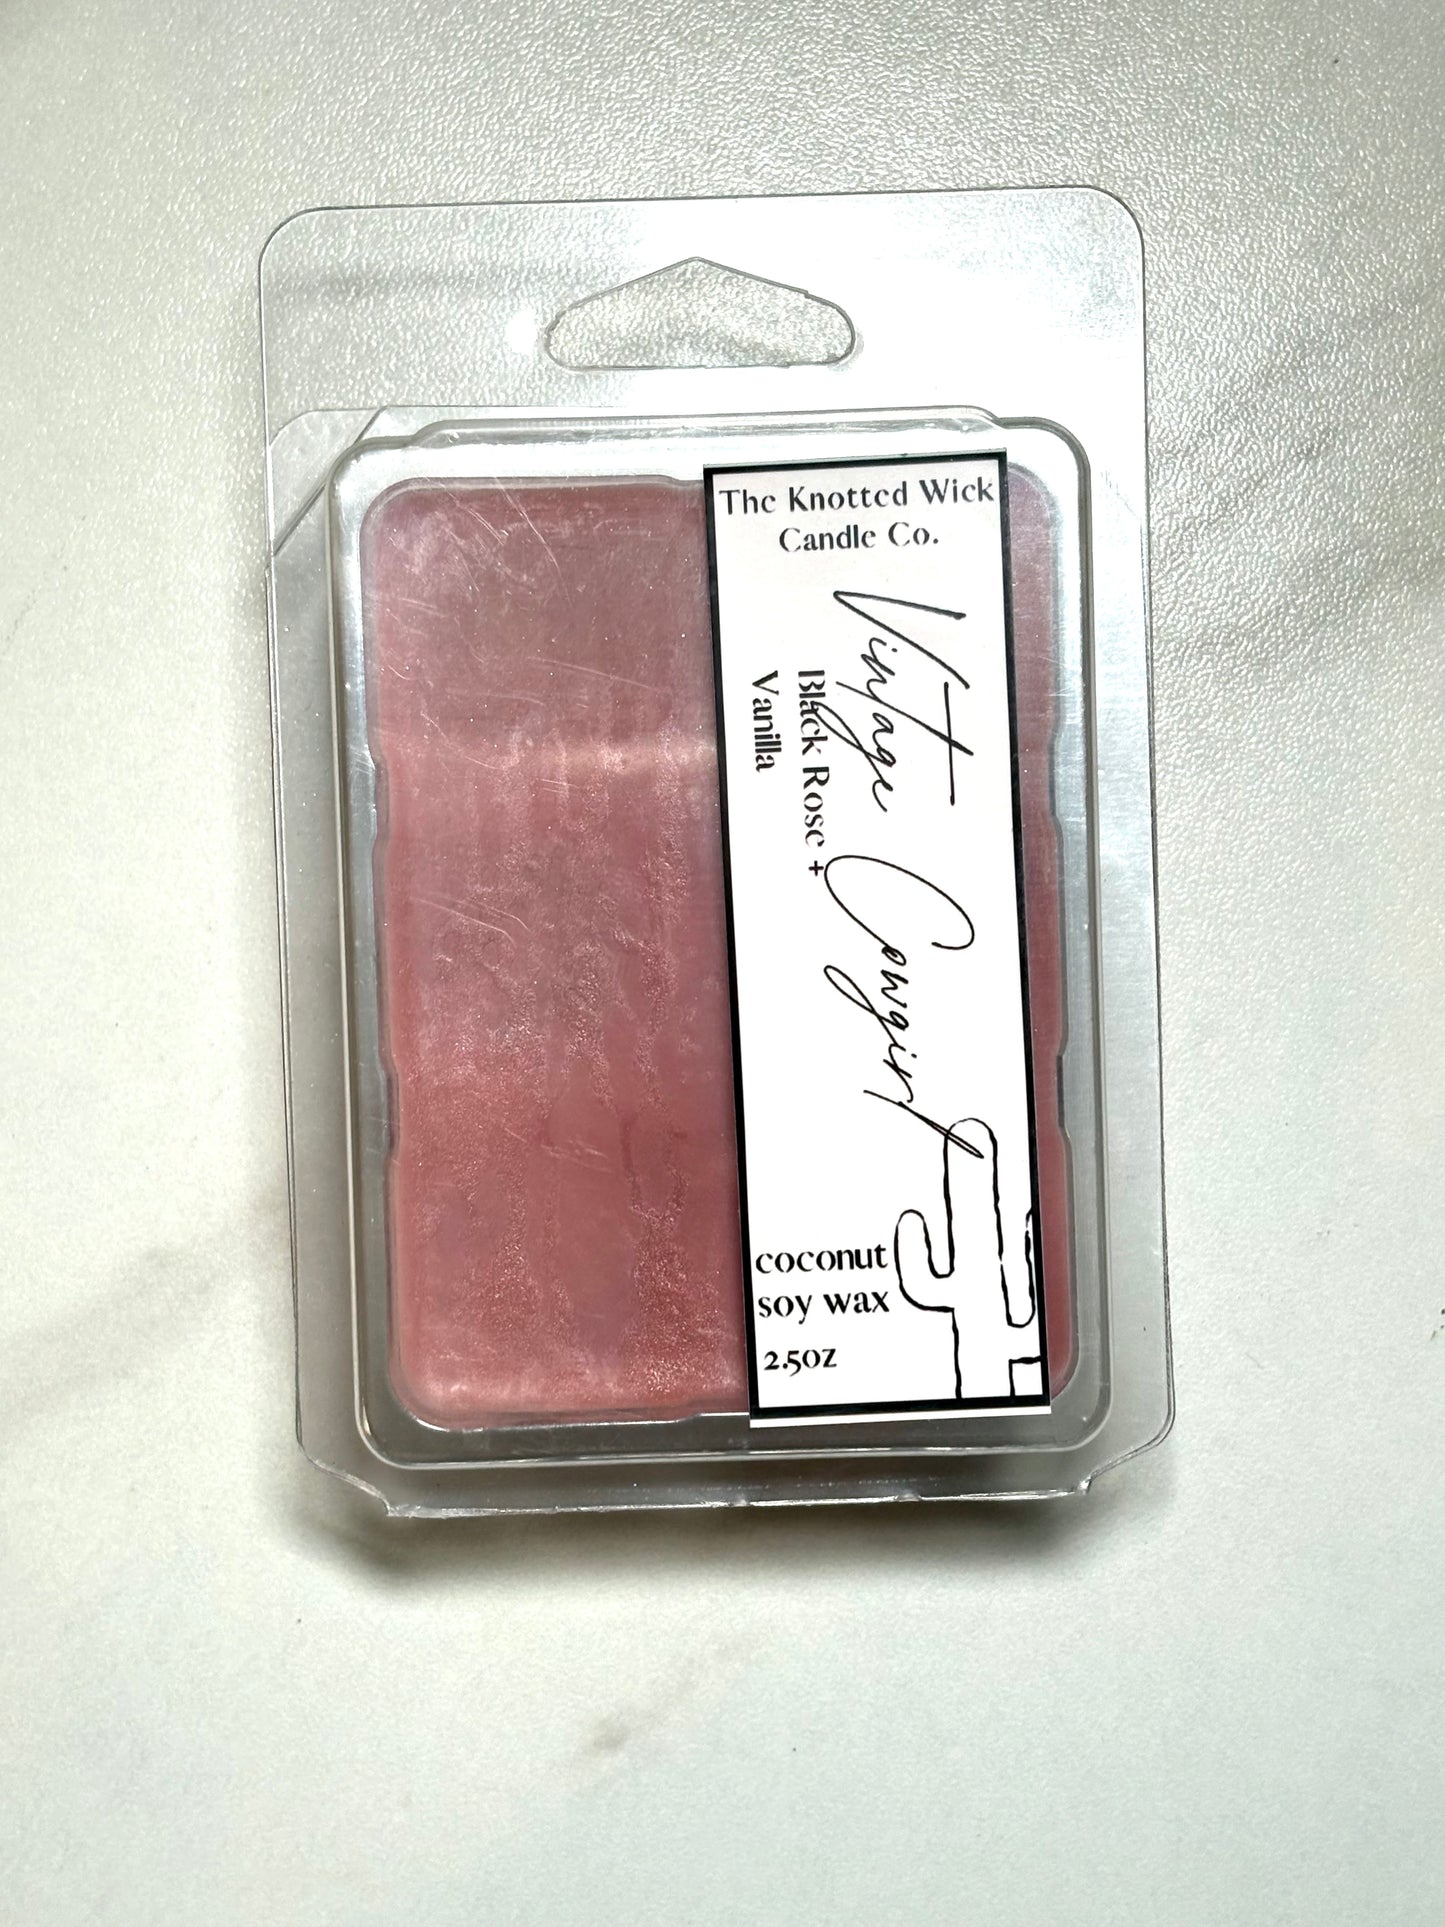 The Knotted Wick
Candle Co.
Vintage Cowgirl
Black Rose +
Vanilla
coconut
soy wax
2.5oz